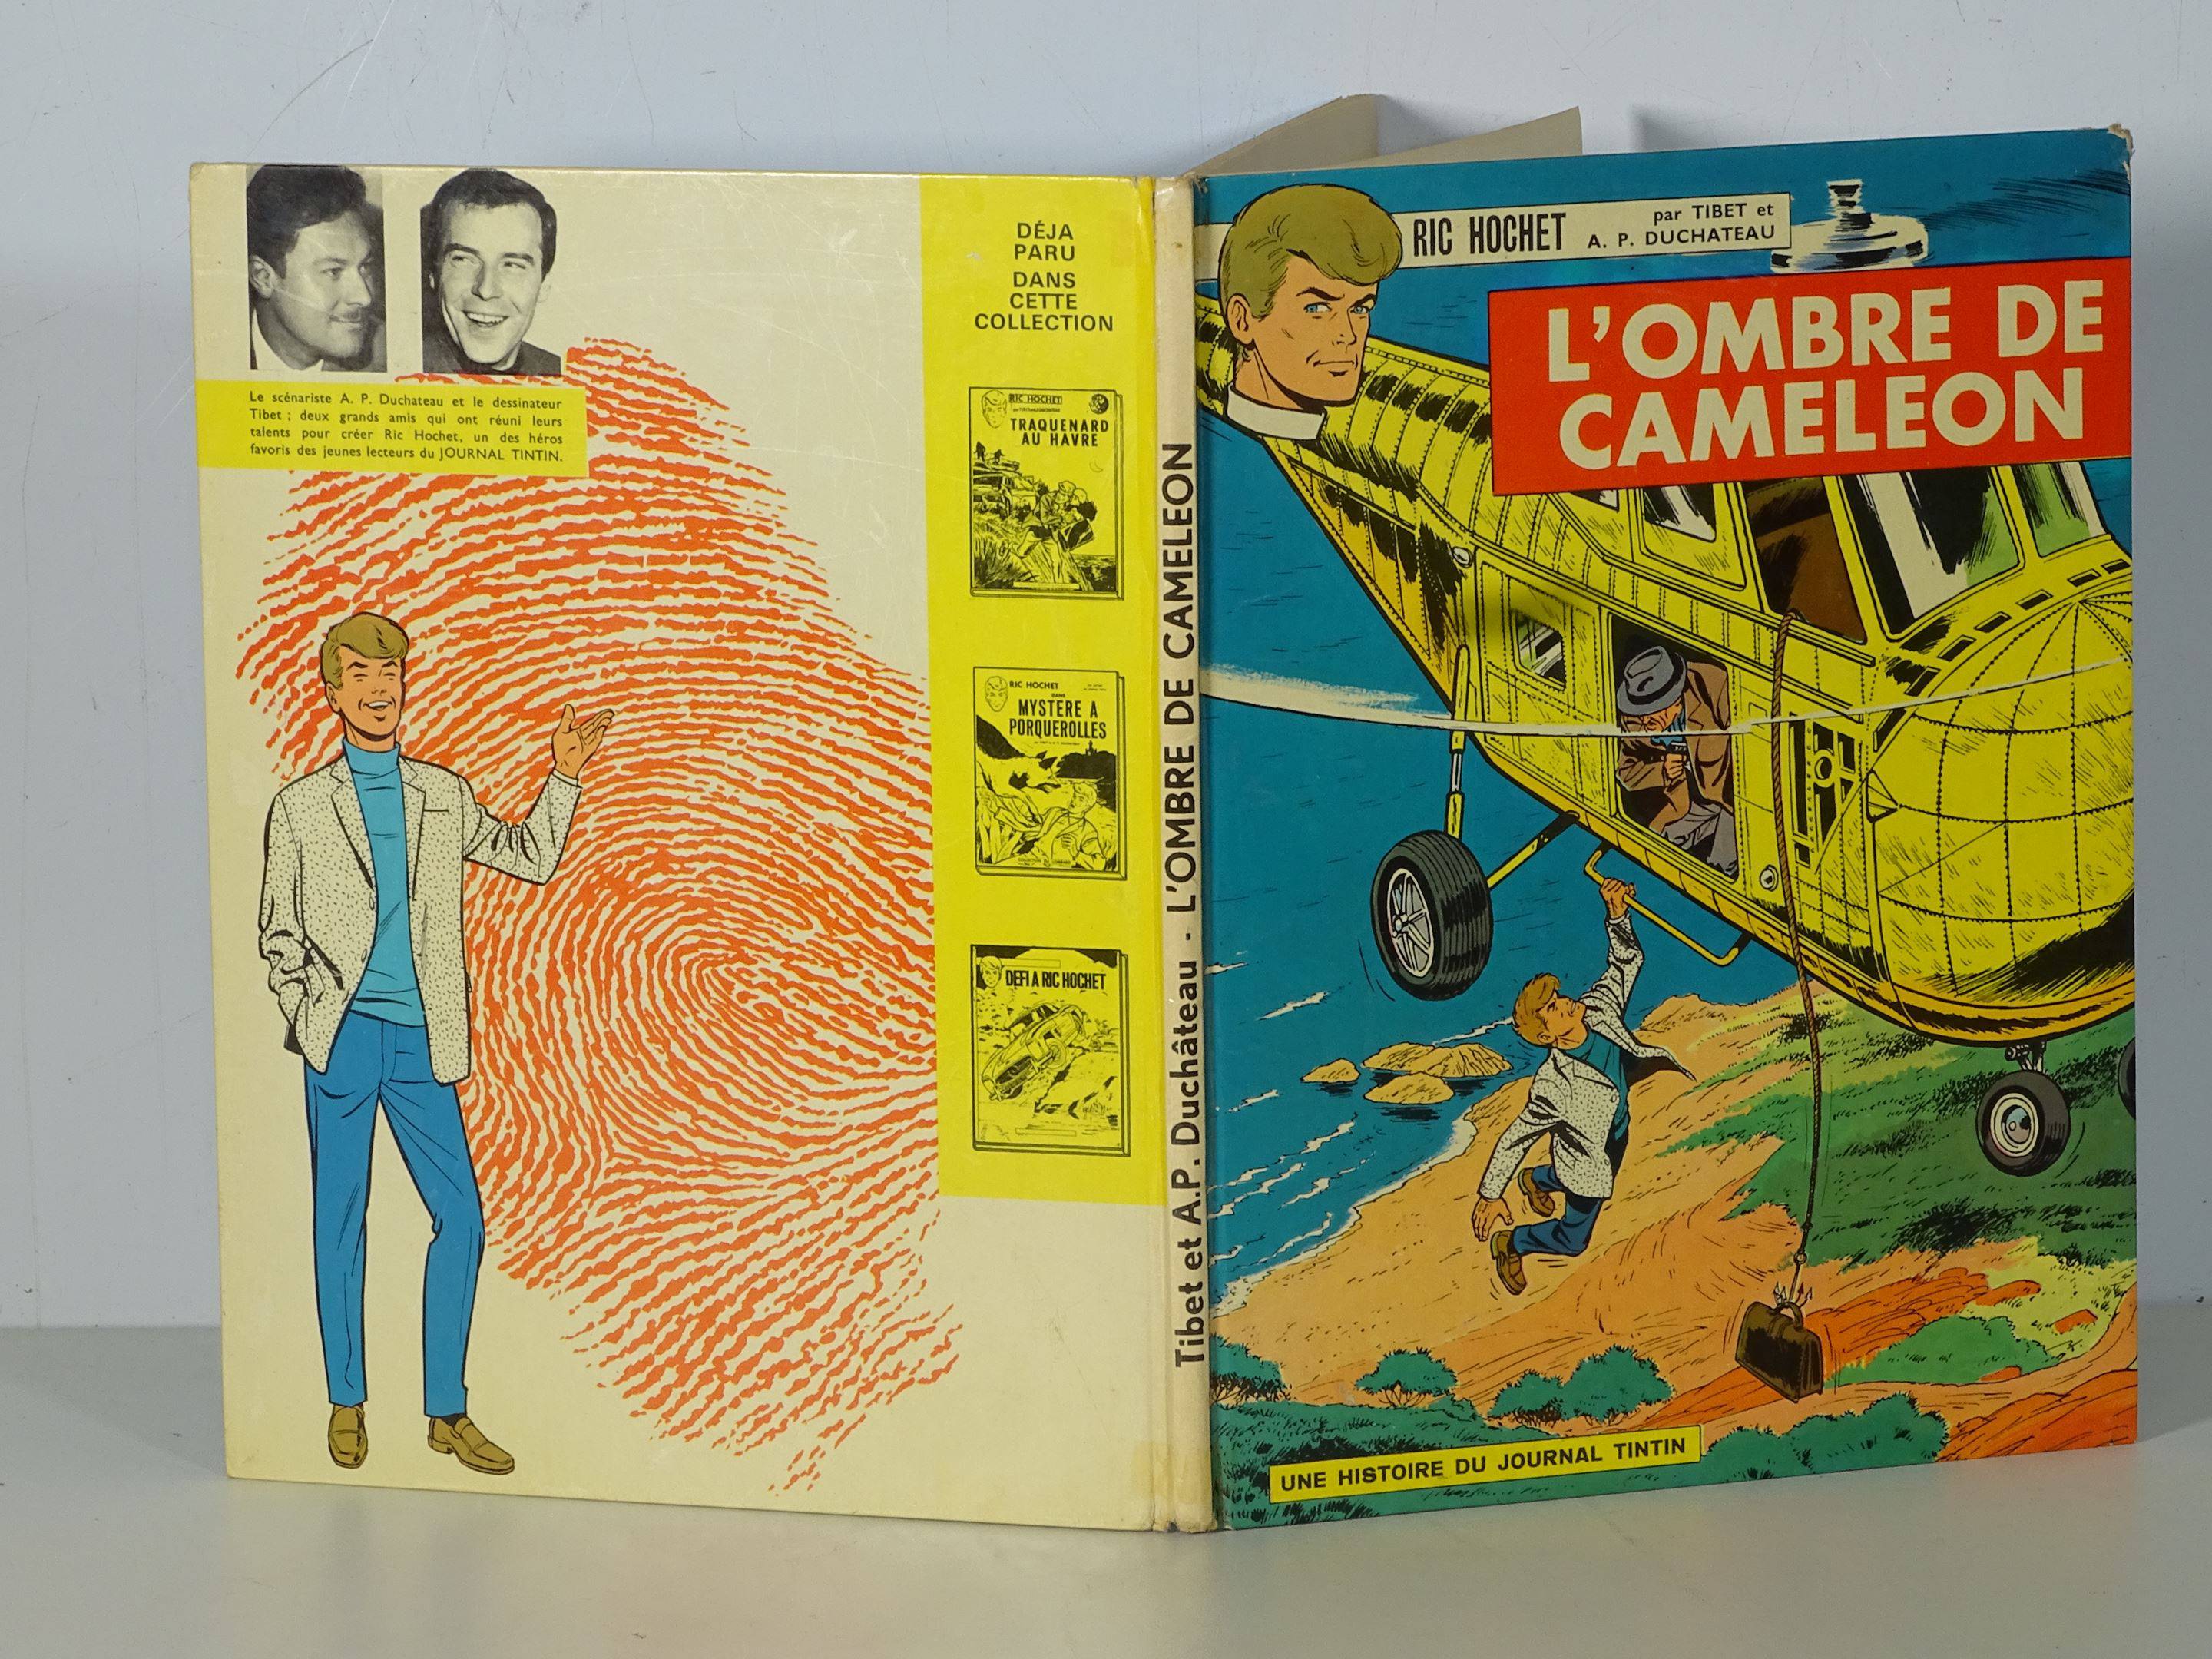 Le scénariste A. P. Duchateau et le dessinateur
Tibet ; deux grands amis qui ont réuni leurs
talents pour créer Ric Hochet, un des héros
favoris des jeunes lecteurs du JOURNAL TINTIN.
DÉJA
PARU
DANS
CETTE
COLLECTION
RIC HOCHET
TRAQUENARD
AU HAVRE
RIC HOCHET
DANS
MYSTERE A
PORQUEROLLES
DEFI A RIC HOCHET
Tibet et A.P. Duchâteau - L'OMBRE DE CAMELEON
RIC HOCHET
par TIBET et
A. P. DUCHATEAU
L'OMBRE DE
CAMELEON
UNE HISTOIRE DU JOURNAL TINTIN